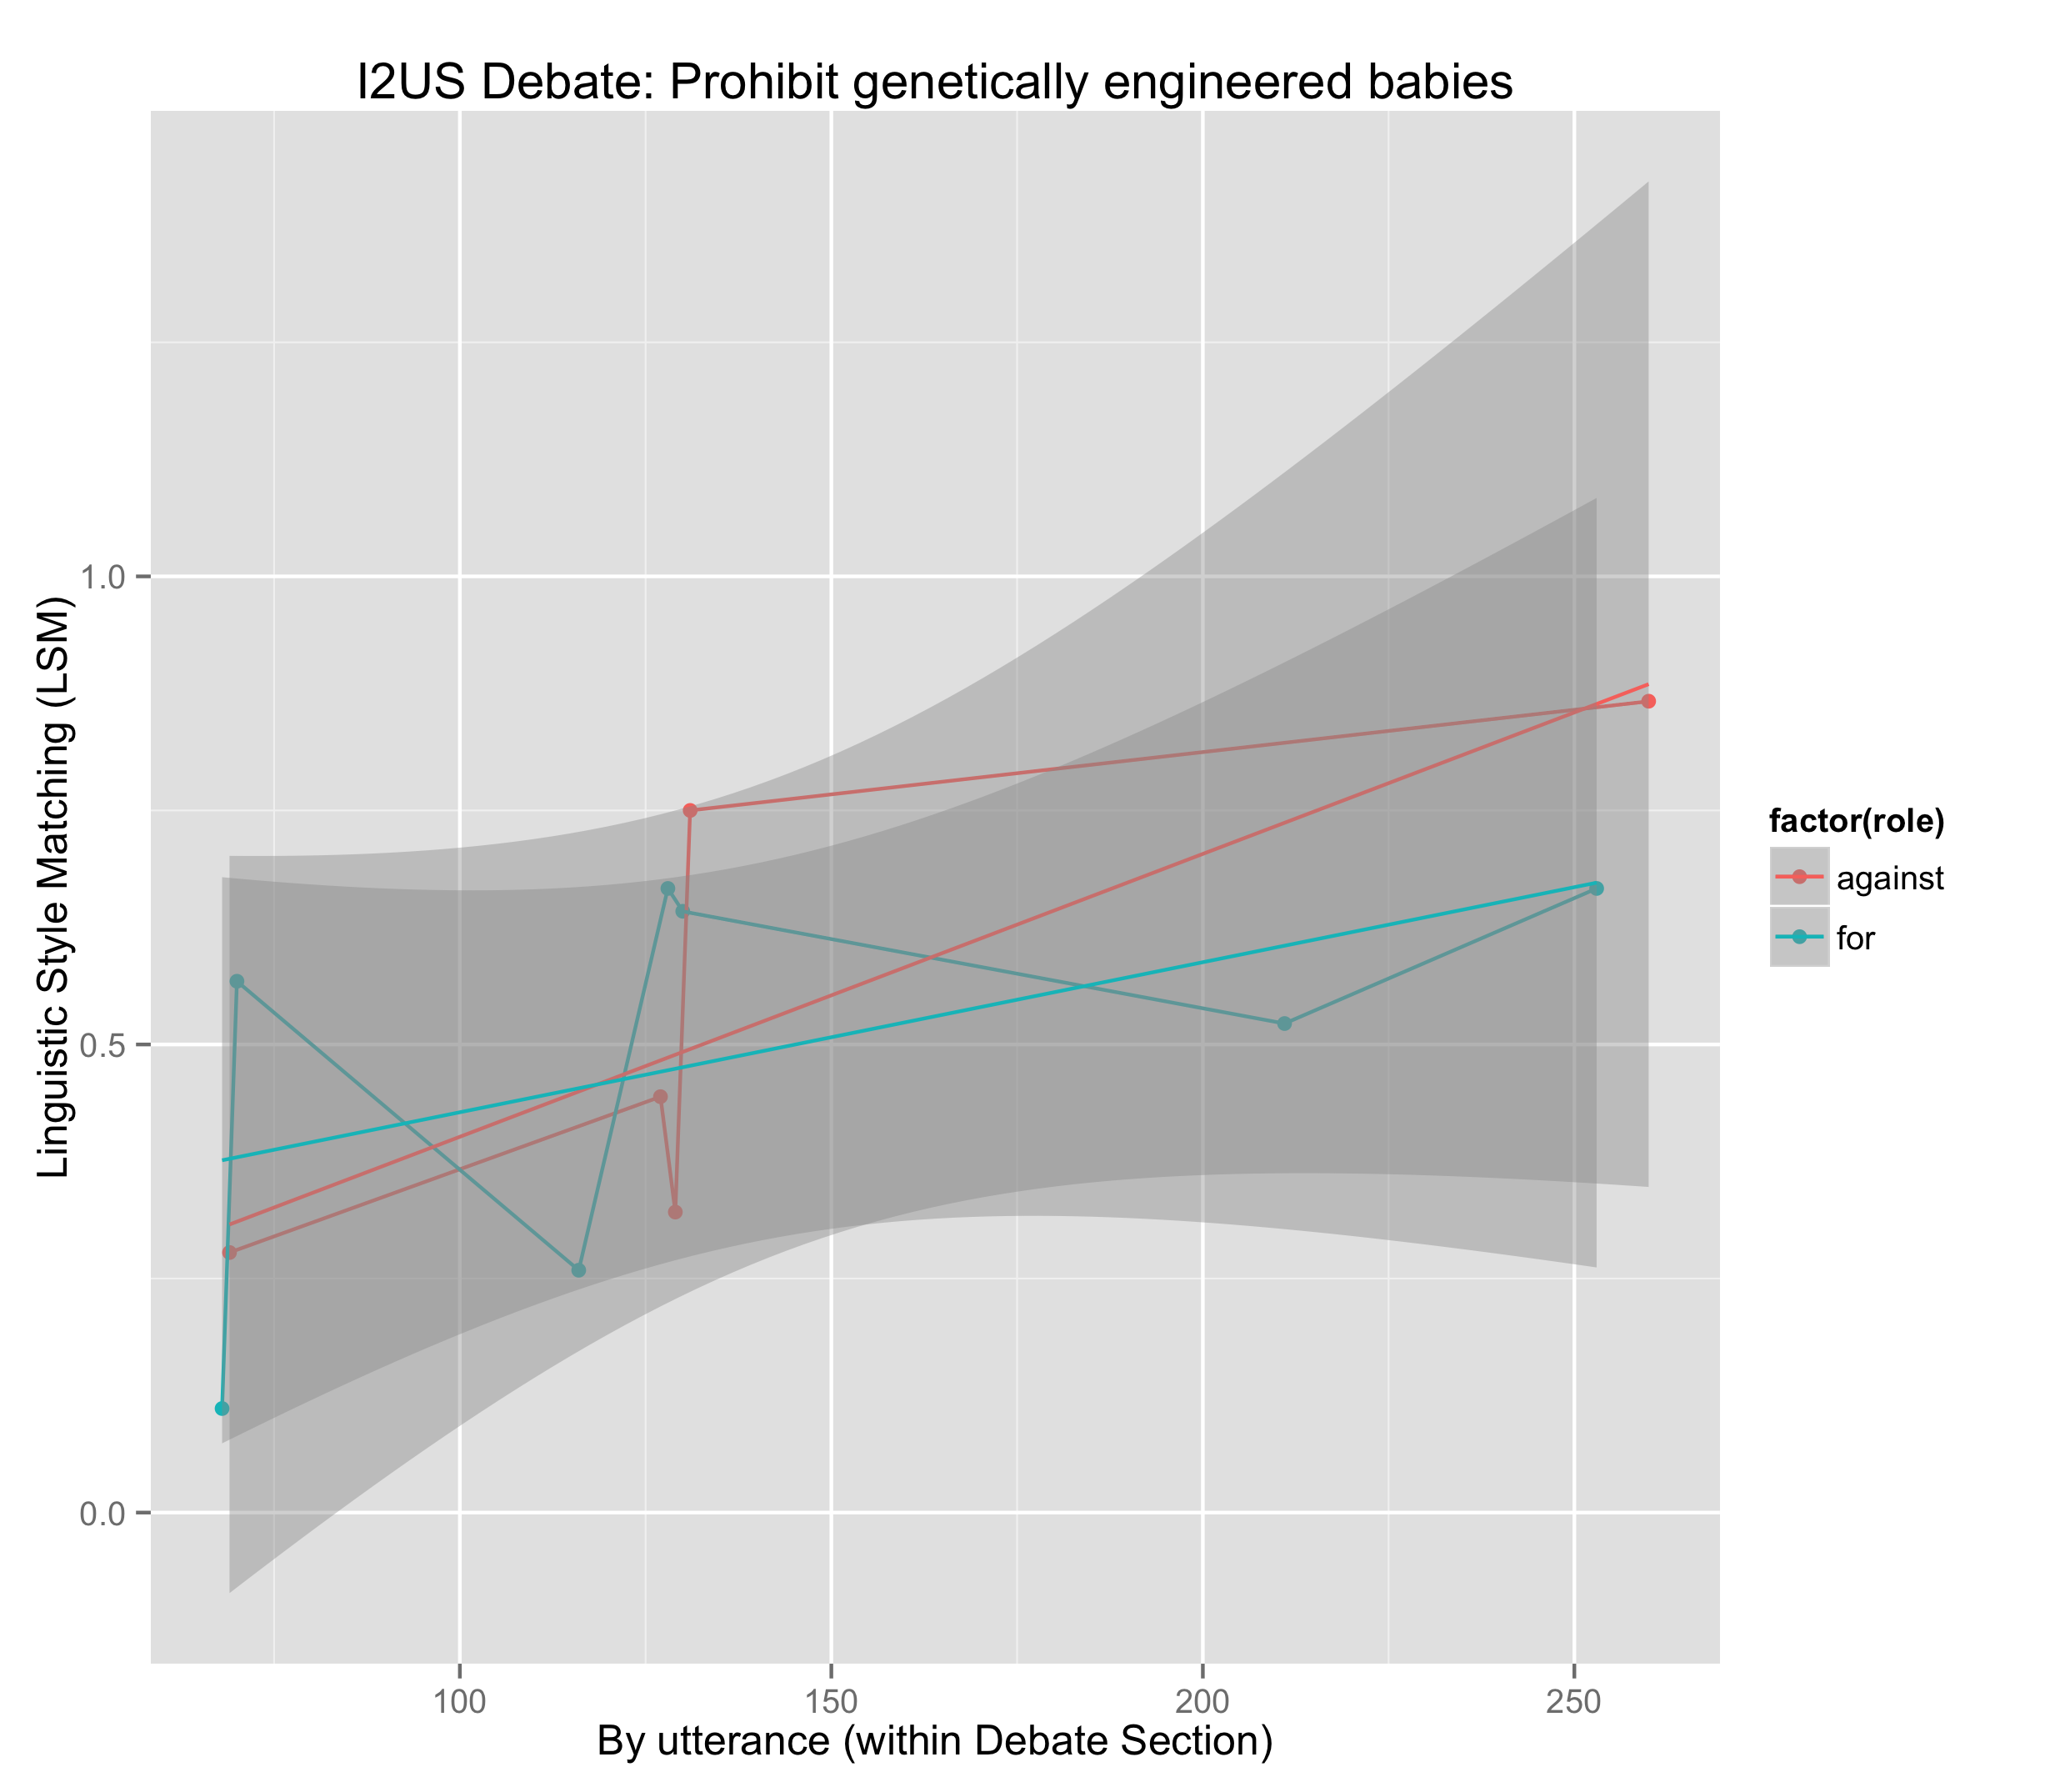 I2US Debate: Prohibit genetically engineered babies
Linguistic Style Matching (LSM)
1.0
0.5
0.0
100
150
200
250
By utterance (within Debate Section)
factor(role)
against
for